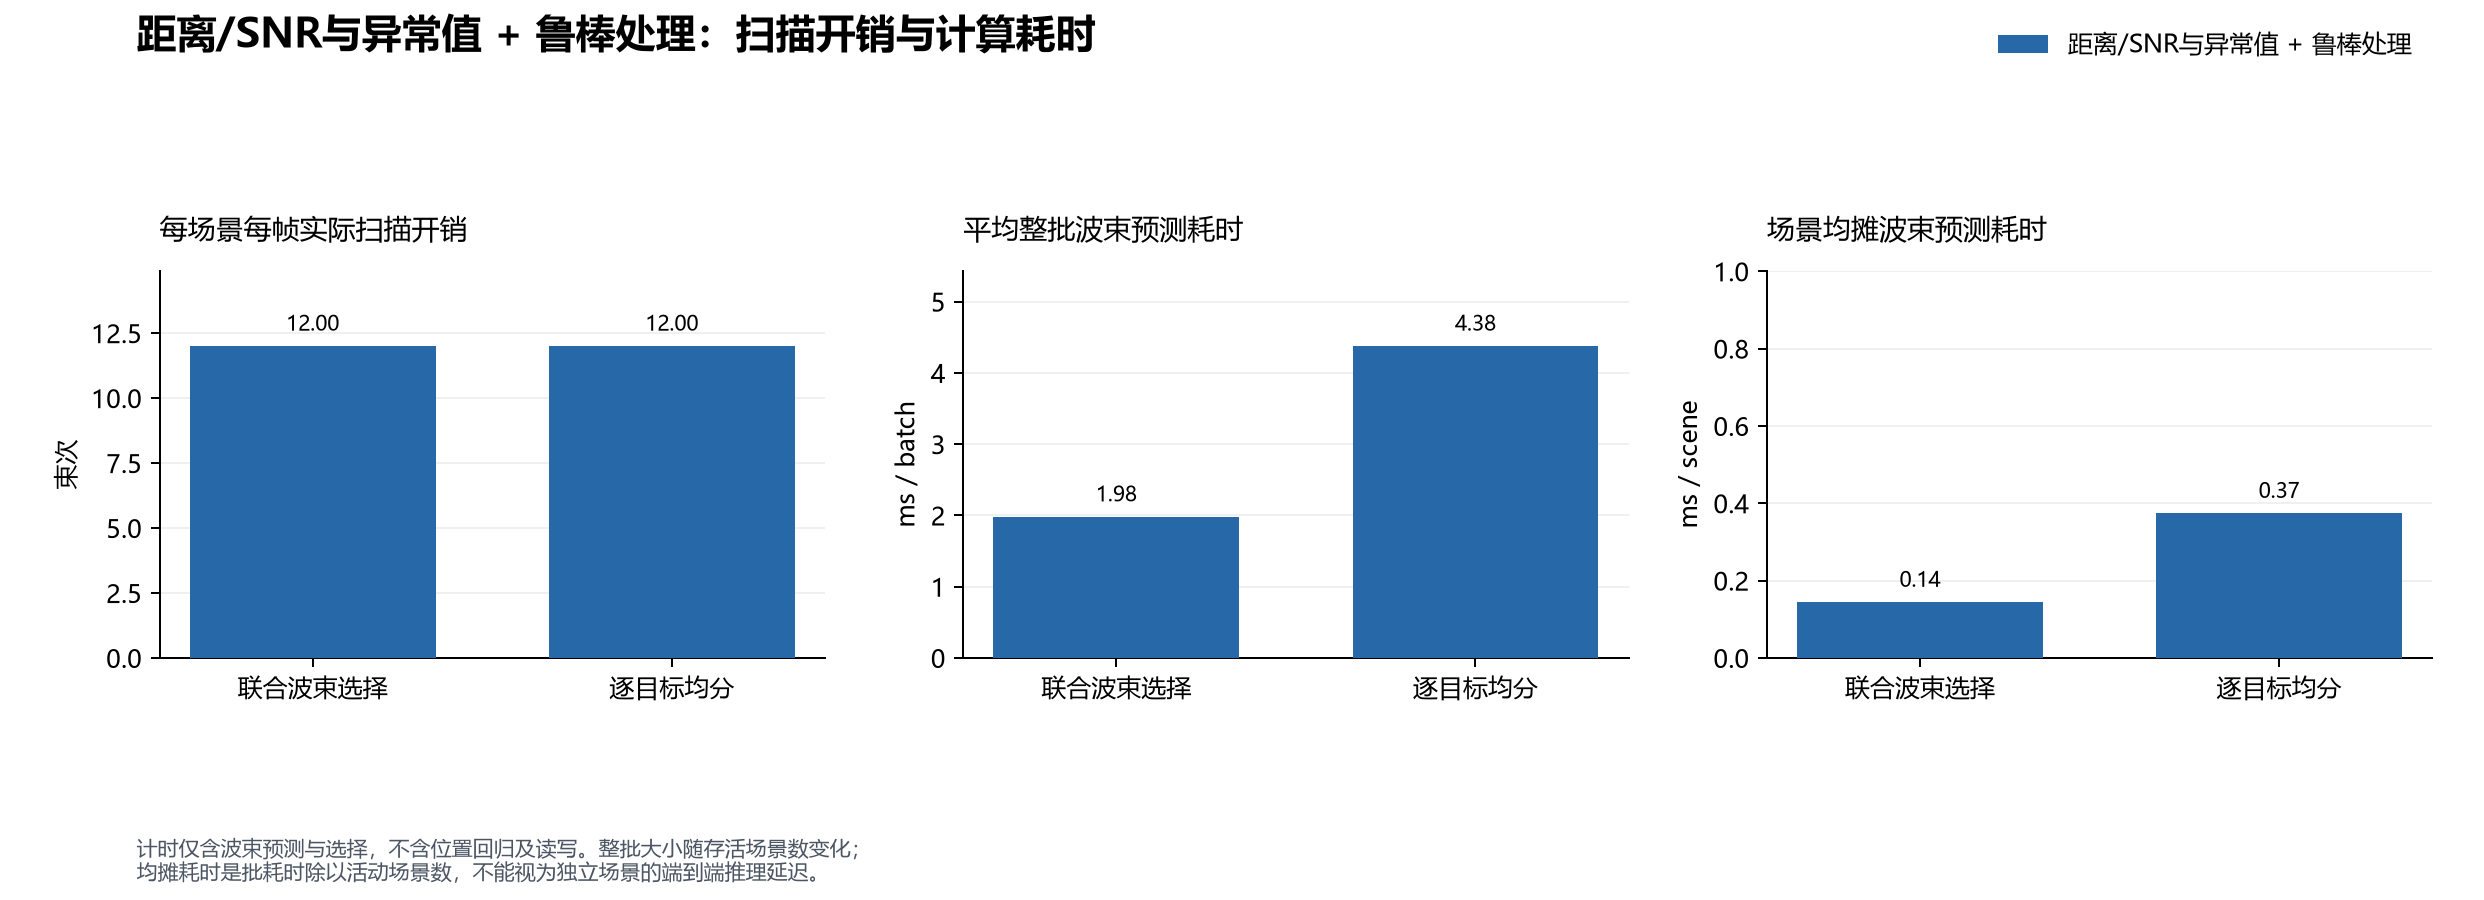 距离/SNR与异常值 + 鲁棒处理：扫描开销与计算耗时
距离/SNR与异常值 + 鲁棒处理
每场景每帧实际扫描开销
束次
12.5
10.0
7.5
5.0
2.5
0.0
12.00
12.00
联合波束选择
逐目标均分
平均整批波束预测耗时
ms / batch
5
4
3
2
1
0
1.98
4.38
联合波束选择
逐目标均分
场景均摊波束预测耗时
ms / scene
1.0
0.8
0.6
0.4
0.2
0.0
0.14
0.37
联合波束选择
逐目标均分
计时仅含波束预测与选择，不含位置回归及读写。整批大小随存活场景数变化；
均摊耗时是批耗时除以活动场景数，不能视为独立场景的端到端推理延迟。